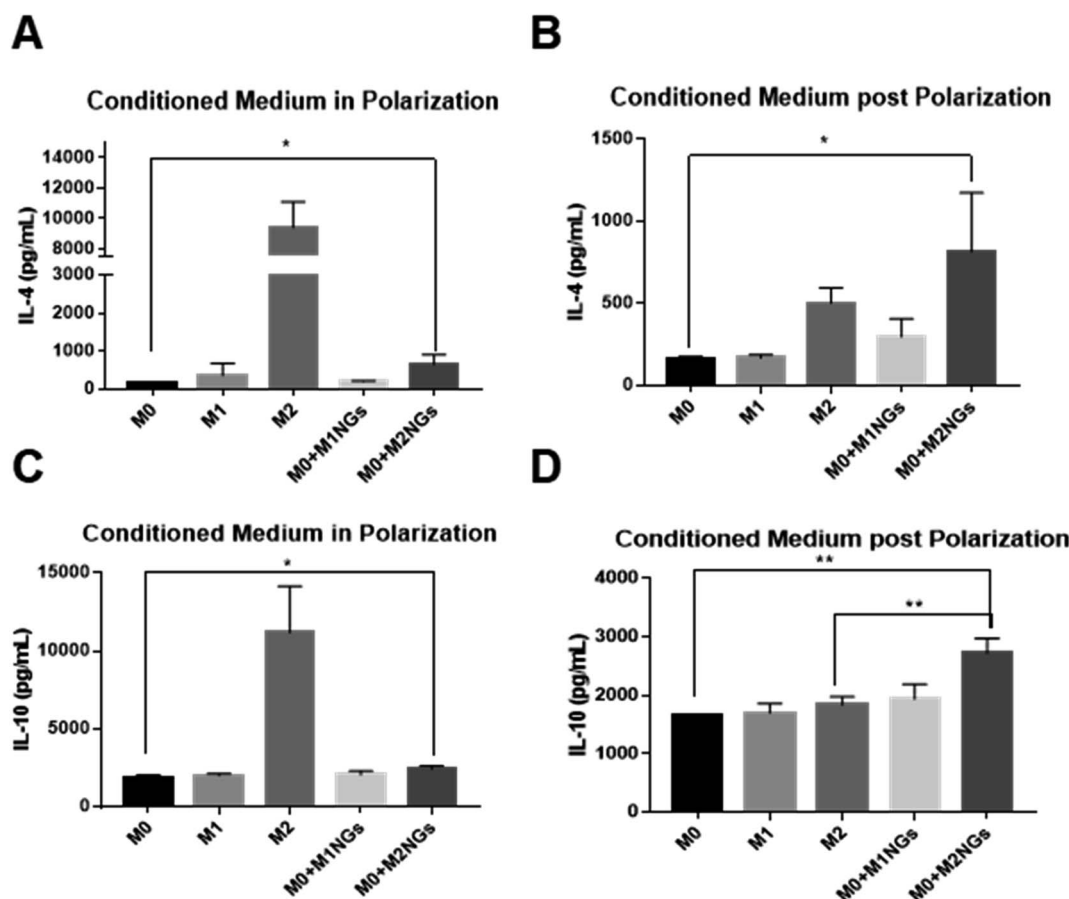 A
Conditioned Medium in Polarization
*
IL-4 (pg/mL)
14000
12000
10000
8000
3000
2000
1000
0
M0
M1
M2
M0+M1NGs
M0+M2NGs
B
Conditioned Medium post Polarization
*
IL-4 (pg/mL)
1500
1000
500
0
M0
M1
M2
M0+M1NGs
M0+M2NGs
C
Conditioned Medium in Polarization
*
IL-10 (pg/mL)
15000
10000
5000
0
M0
M1
M2
M0+M1NGs
M0+M2NGs
D
Conditioned Medium post Polarization
**
**
IL-10 (pg/mL)
4000
3000
2000
1000
0
M0
M1
M2
M0+M1NGs
M0+M2NGs